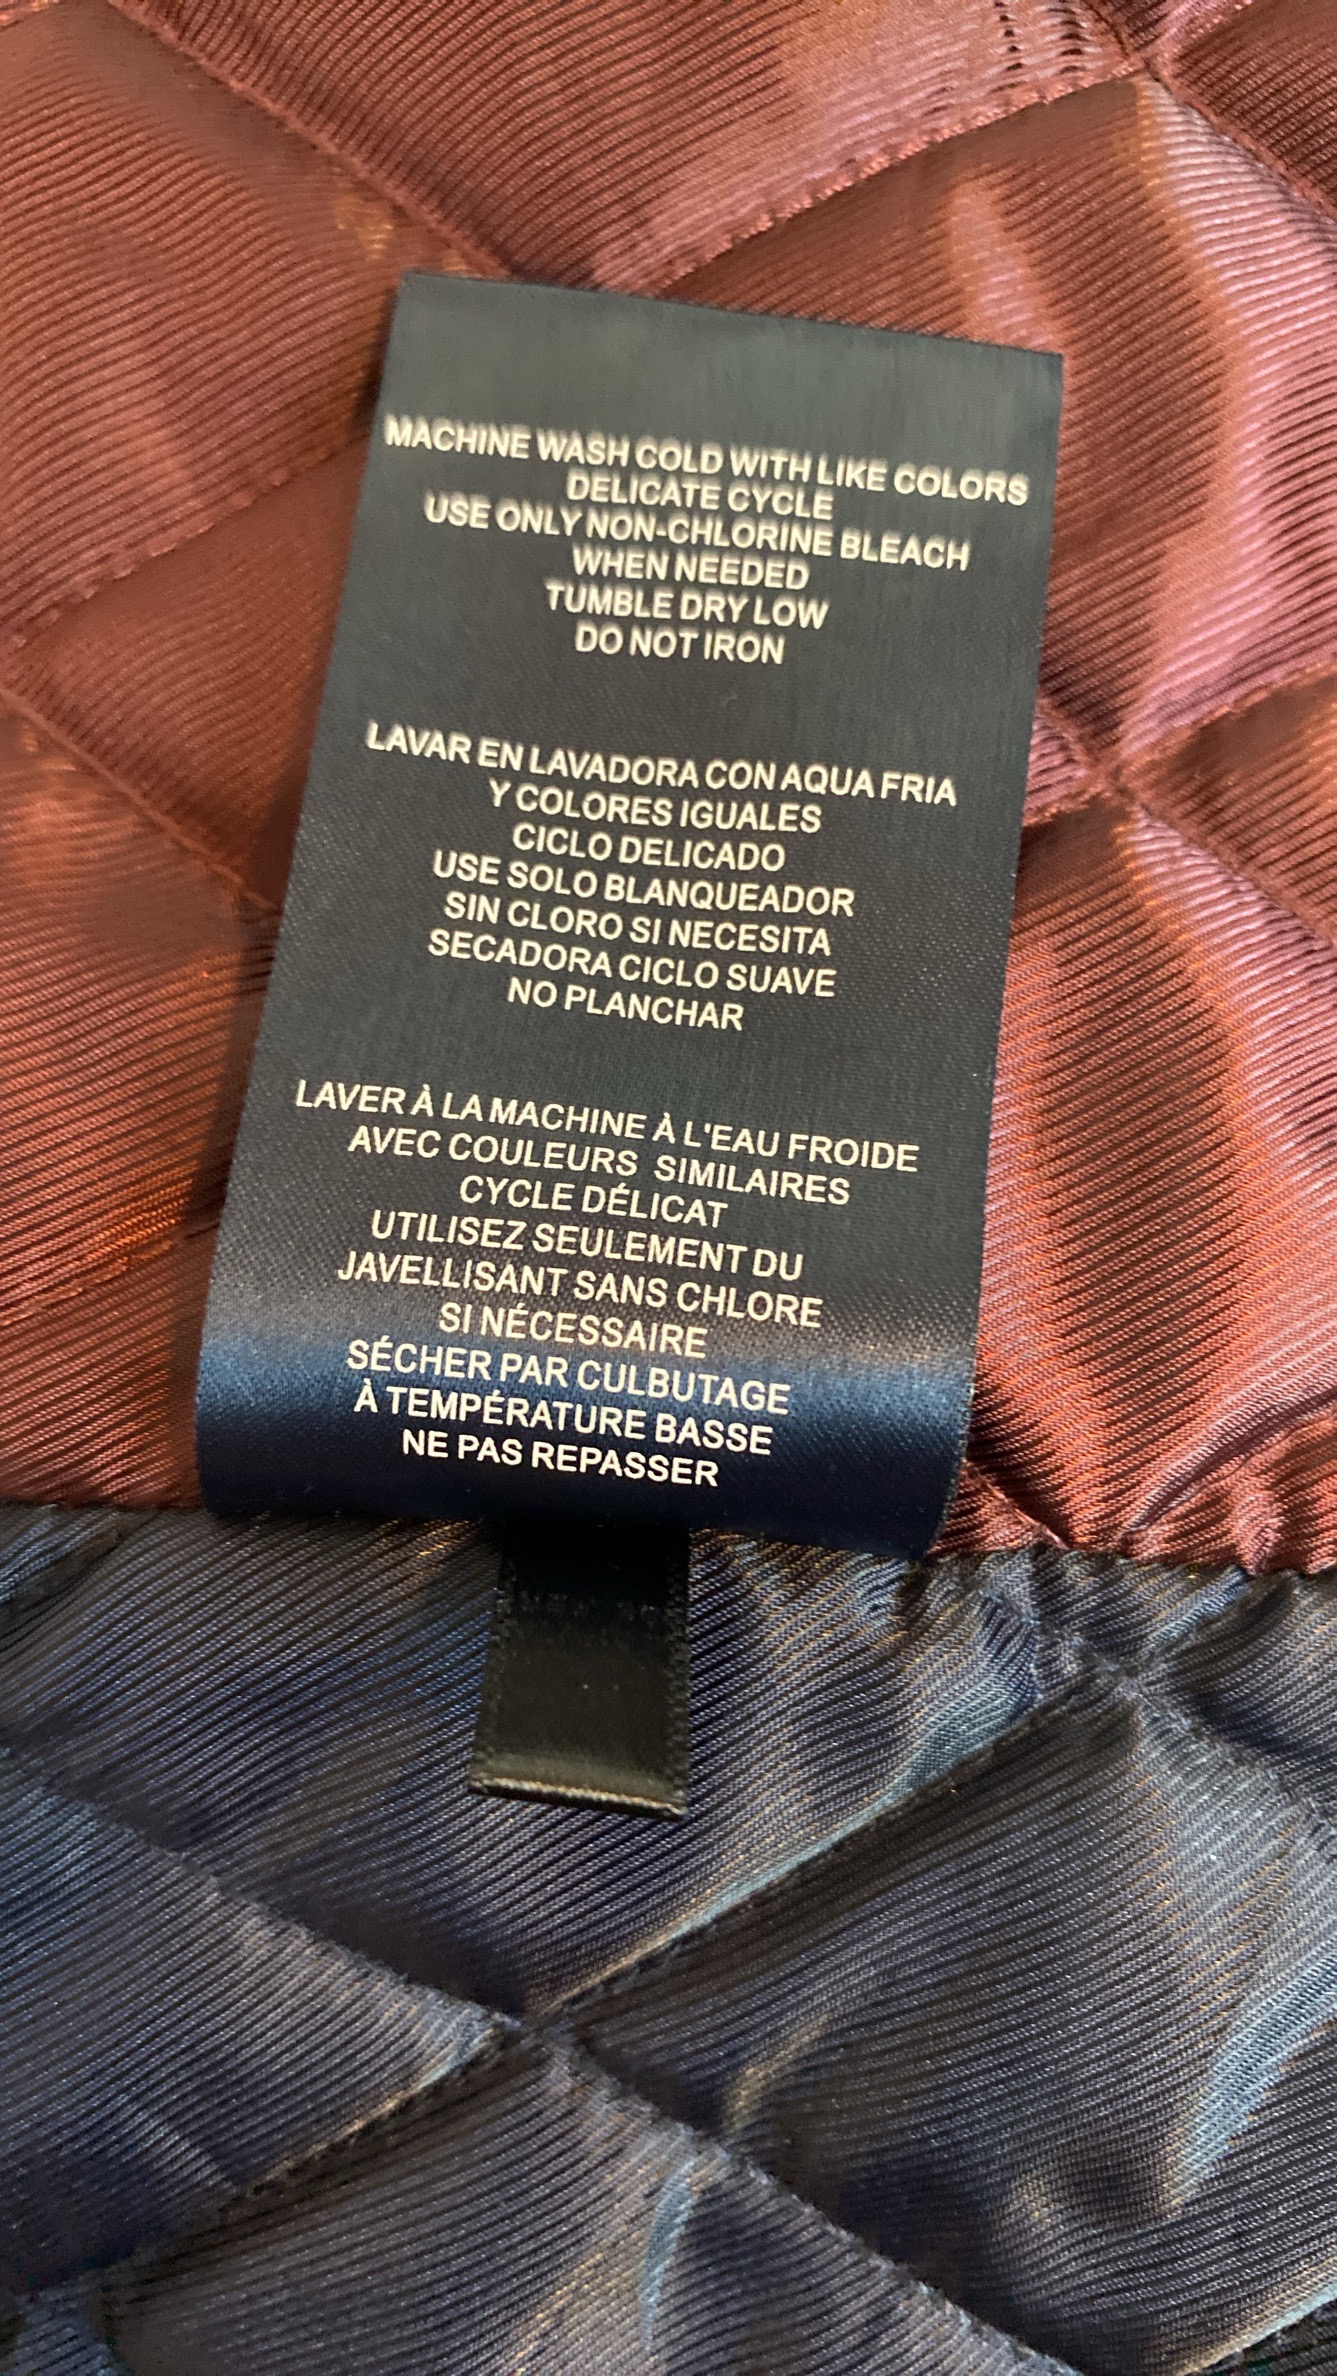 MACHINE WASH COLD WITH LIKE COLORS
DELICATE CYCLE
USE ONLY NON-CHLORINE BLEACH
WHEN NEEDED
TUMBLE DRY LOW
DO NOT IRON
LAVAR EN LAVADORA CON AQUA FRIA
Y COLORES IGUALES
CICLO DELICADO
USE SOLO BLANQUEADOR
SIN CLORO SI NECESITA
SECADORA CICLO SUAVE
NO PLANCHAR
LAVER À LA MACHINE À L'EAU FROIDE
AVEC COULEURS SIMILAIRES
CYCLE DÉLICAT
UTILISEZ SEULEMENT DU
JAVELLISANT SANS CHLORE
SI NÉCESSAIRE
SÉCHER PAR CULBUTAGE
À TEMPÉRATURE BASSE
NE PAS REPASSER